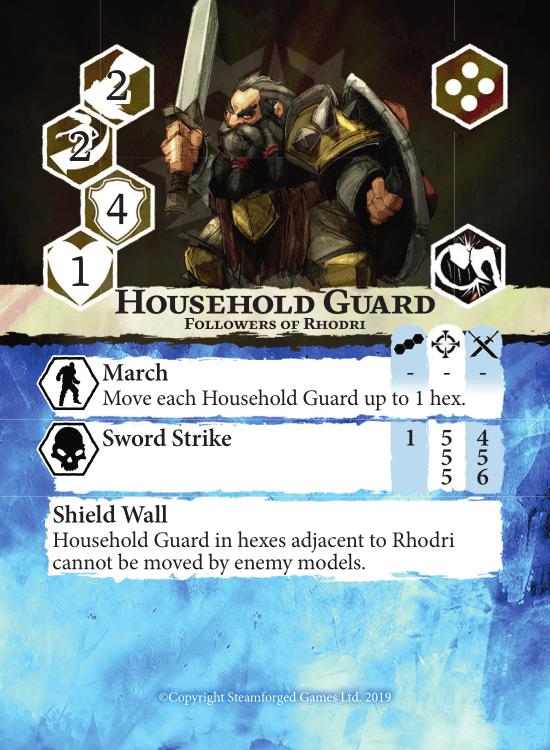 2
2
4
1
Household Guard
Followers of Rhodri
March - - -
Move each Household Guard up to 1 hex.
Sword Strike 1 5 4
5 5
5 6
Shield Wall
Household Guard in hexes adjacent to Rhodri
cannot be moved by enemy models.
©Copyright Steamforged Games Ltd. 2019